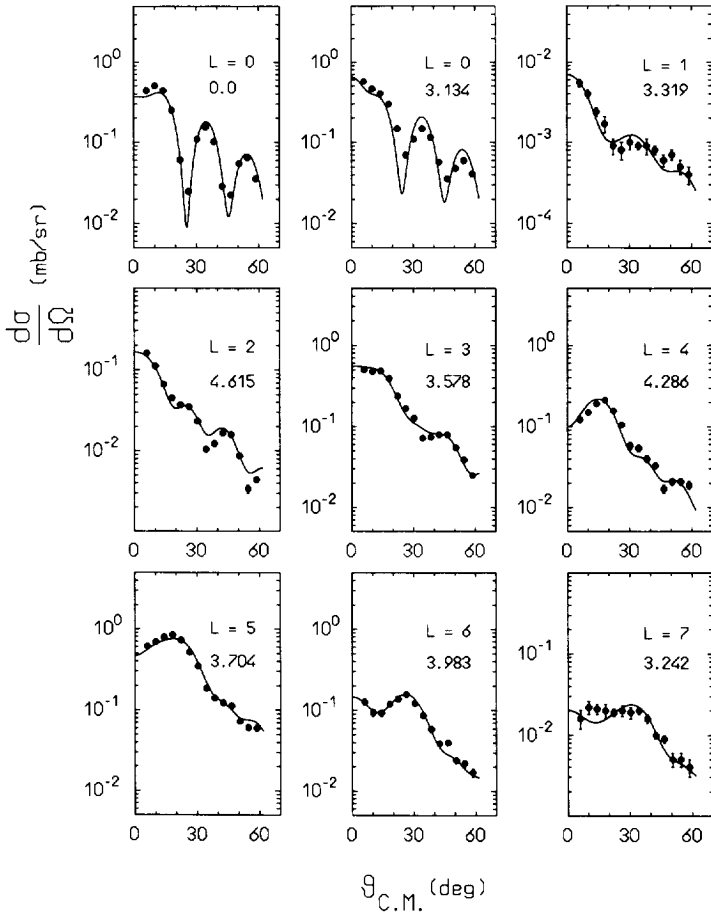 10⁰
10⁻¹
10⁻²
L = 0
0.0
0 30 60
10⁰
10⁻¹
10⁻²
L = 0
3.134
0 30 60
10⁻²
10⁻³
10⁻⁴
L = 1
3.319
0 30 60
dσ/dΩ (mb/sr)
10⁻¹
10⁻²
L = 2
4.615
0 30 60
10⁰
10⁻¹
10⁻²
L = 3
3.578
0 30 60
10⁰
10⁻¹
10⁻²
L = 4
4.286
0 30 60
10⁰
10⁻¹
10⁻²
L = 5
3.704
0 30 60
10⁰
10⁻¹
10⁻²
L = 6
3.983
0 30 60
10⁻¹
10⁻²
10⁻³
L = 7
3.242
0 30 60
ϑ_C.M. (deg)